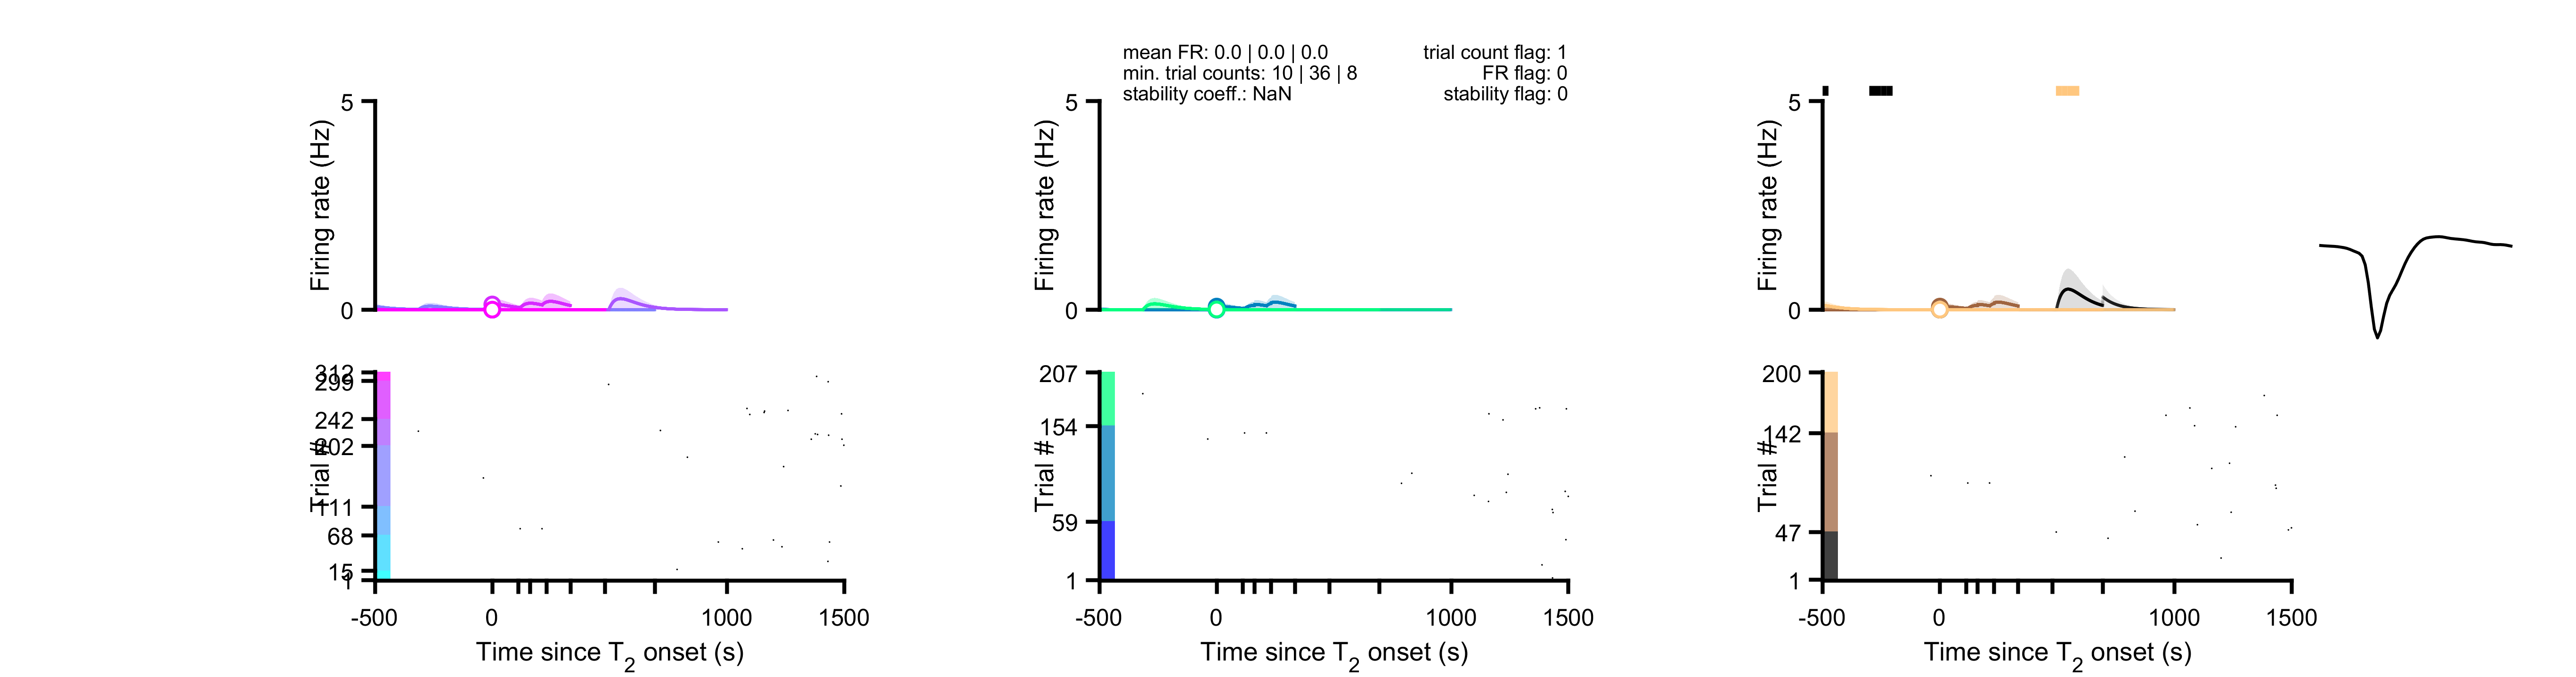 mean FR: 0.0 | 0.0 | 0.0
min. trial counts: 10 | 36 | 8
stability coeff.: NaN
trial count flag: 1
FR flag: 0
stability flag: 0
Firing rate (Hz)
5
0
Trial #
312
299
242
202
111
68
15
1
-500
0
1000
1500
Time since T2 onset (s)
Firing rate (Hz)
5
0
Trial #
207
154
59
1
-500
0
1000
1500
Time since T2 onset (s)
Firing rate (Hz)
5
0
Trial #
200
142
47
1
-500
0
1000
1500
Time since T2 onset (s)